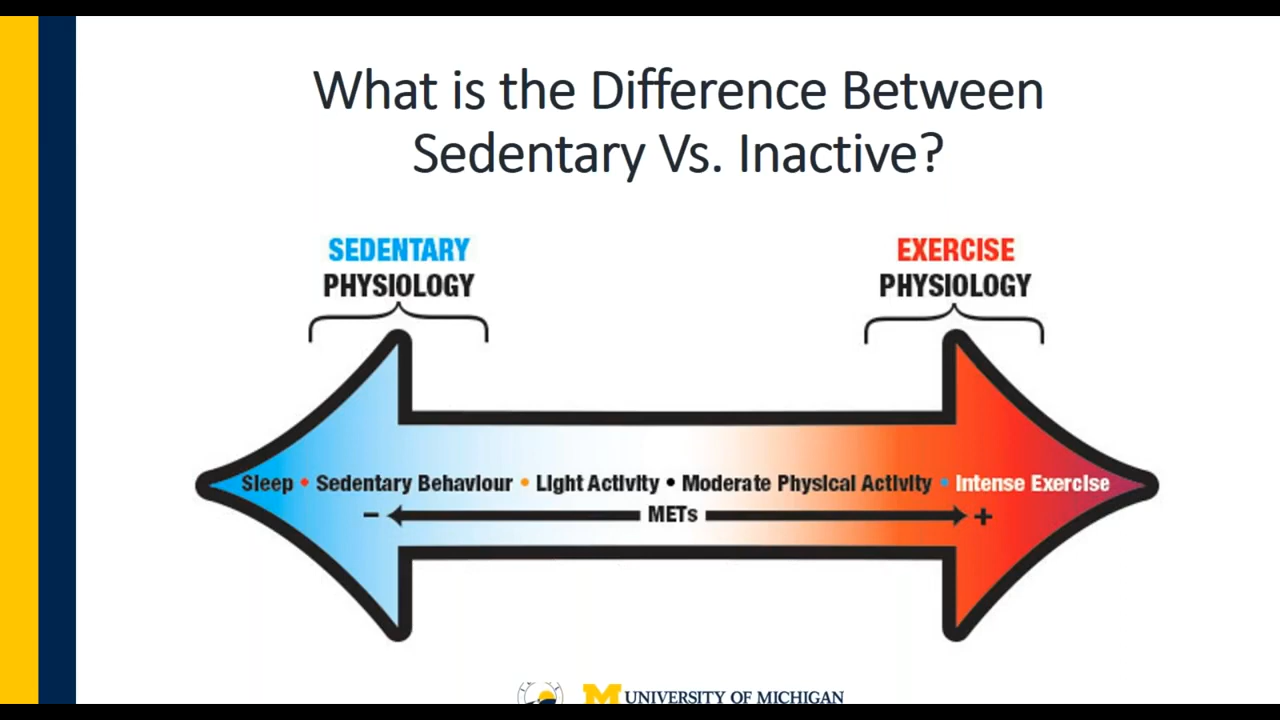 What is the Difference Between
Sedentary Vs. Inactive?
SEDENTARY
PHYSIOLOGY
EXERCISE
PHYSIOLOGY
Sleep • Sedentary Behaviour • Light Activity • Moderate Physical Activity • Intense Exercise
− METs +
M UNIVERSITY OF MICHIGAN